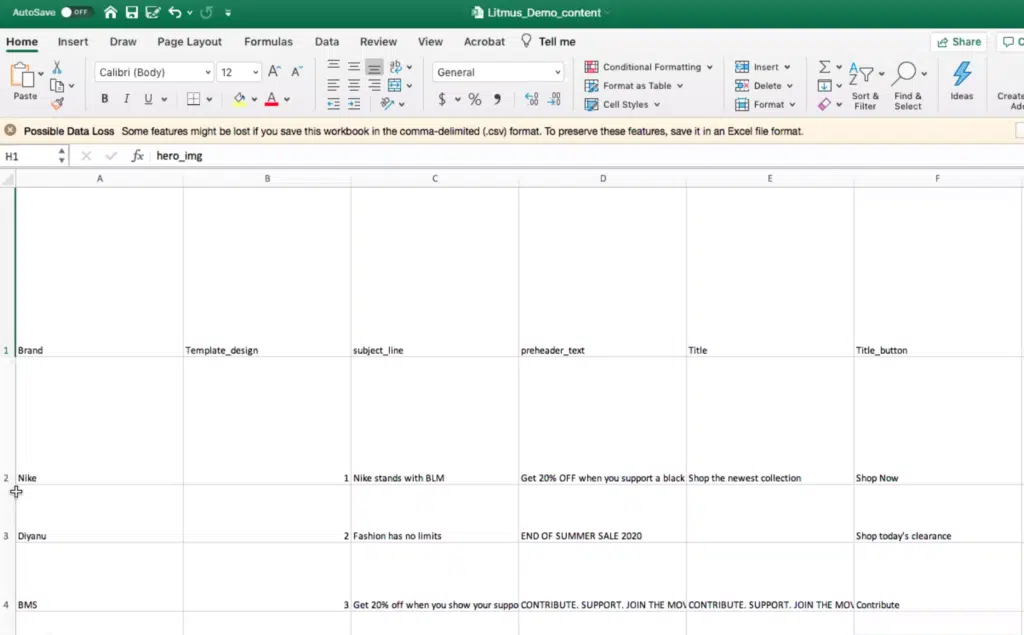 AutoSave OFF Litmus_Demo_content
Home Insert Draw Page Layout Formulas Data Review View Acrobat Tell me Share
Paste Calibri (Body) 12 A^ Aˇ General Conditional Formatting Insert
Format as Table Delete Sort & Filter Find & Select Ideas
B I U A $ % Cell Styles Format
Possible Data Loss Some features might be lost if you save this workbook in the comma-delimited (.csv) format. To preserve these features, save it in an Excel file format.
H1 fx hero_img
A B C D E F
1 Brand Template_design subject_line preheader_text Title Title_button
2 Nike 1 Nike stands with BLM Get 20% OFF when you support a black Shop the newest collection Shop Now
3 Diyanu 2 Fashion has no limits END OF SUMMER SALE 2020 Shop today's clearance
4 BMS 3 Get 20% off when you show your suppo CONTRIBUTE. SUPPORT. JOIN THE MOV CONTRIBUTE. SUPPORT. JOIN THE MOV Contribute